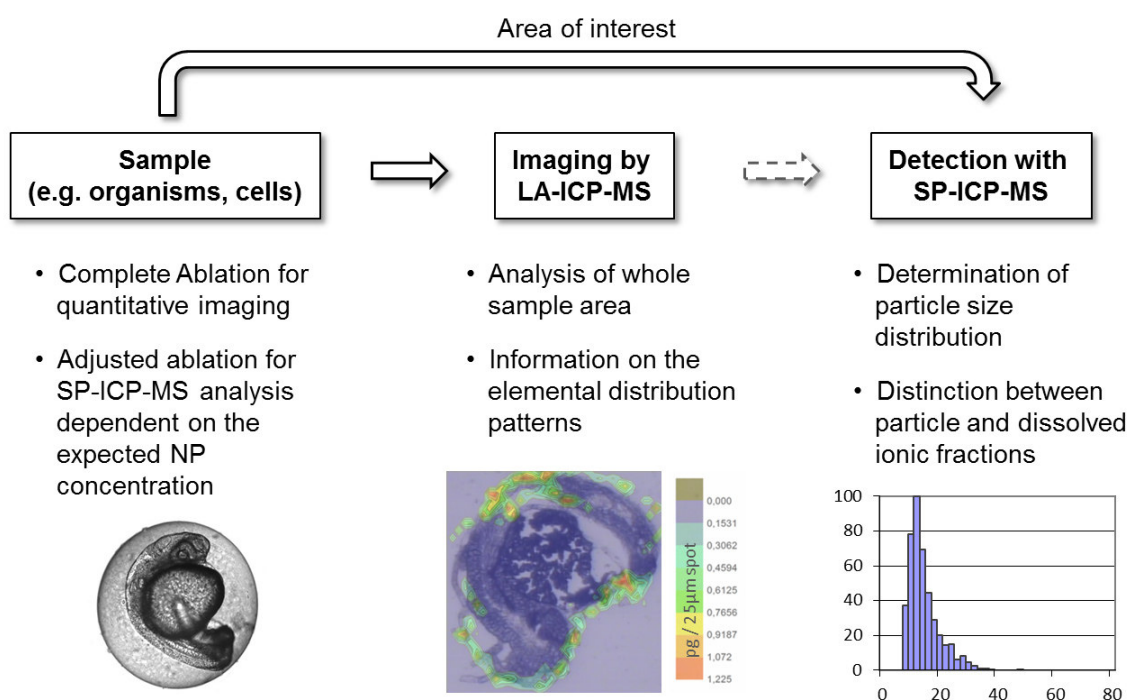 Area of interest
Sample
(e.g. organisms, cells)
Imaging by
LA-ICP-MS
Detection with
SP-ICP-MS
• Complete Ablation for
quantitative imaging
• Adjusted ablation for
SP-ICP-MS analysis
dependent on the
expected NP
concentration
• Analysis of whole
sample area
• Information on the
elemental distribution
patterns
• Determination of
particle size
distribution
• Distinction between
particle and dissolved
ionic fractions
pg / 25µm spot
0,000
0,1531
0,3062
0,4594
0,6125
0,7656
0,9187
1,072
1,225
100
80
60
40
20
0
0 20 40 60 80